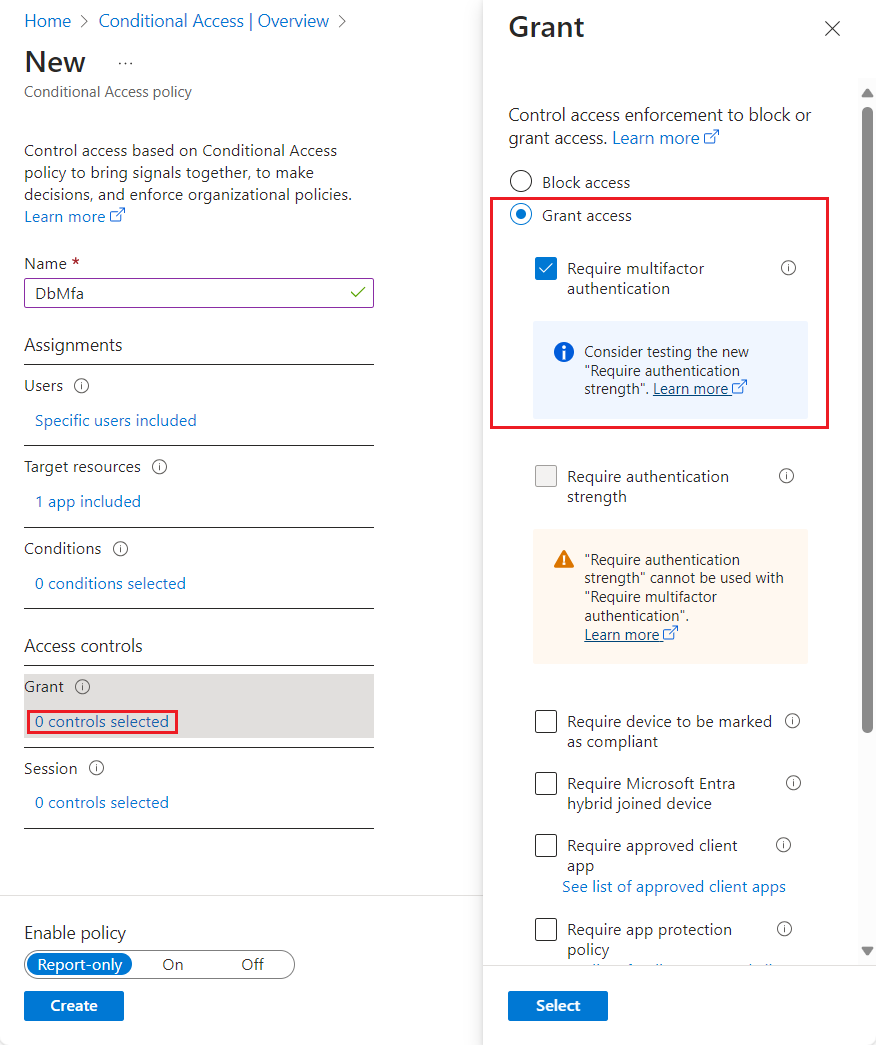 Home > Conditional Access | Overview >
New ...
Conditional Access policy
Control access based on Conditional Access
policy to bring signals together, to make
decisions, and enforce organizational policies.
Learn more
Name *
DbMfa
Assignments
Users
Specific users included
Target resources
1 app included
Conditions
0 conditions selected
Access controls
Grant
0 controls selected
Session
0 controls selected
Enable policy
Report-only On Off
Create
Grant
Control access enforcement to block or
grant access. Learn more
Block access
Grant access
Require multifactor
authentication
Consider testing the new
"Require authentication
strength". Learn more
Require authentication
strength
"Require authentication
strength" cannot be used with
"Require multifactor
authentication".
Learn more
Require device to be marked
as compliant
Require Microsoft Entra
hybrid joined device
Require approved client
app
See list of approved client apps
Require app protection
policy
Select